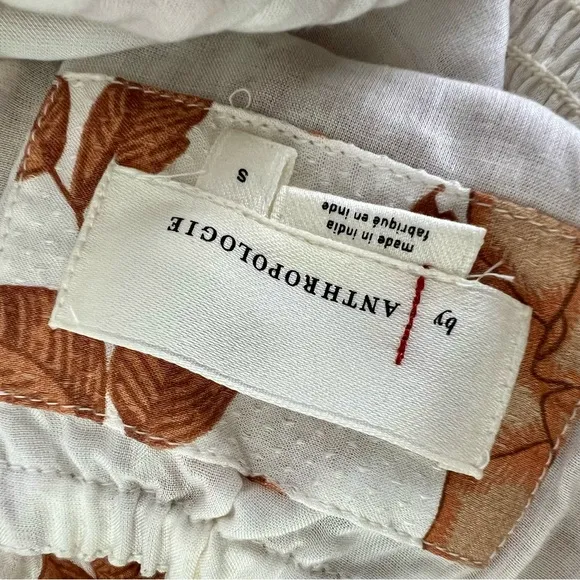 by ANTHROPOLOGIE
S
made in india
fabriqué en inde